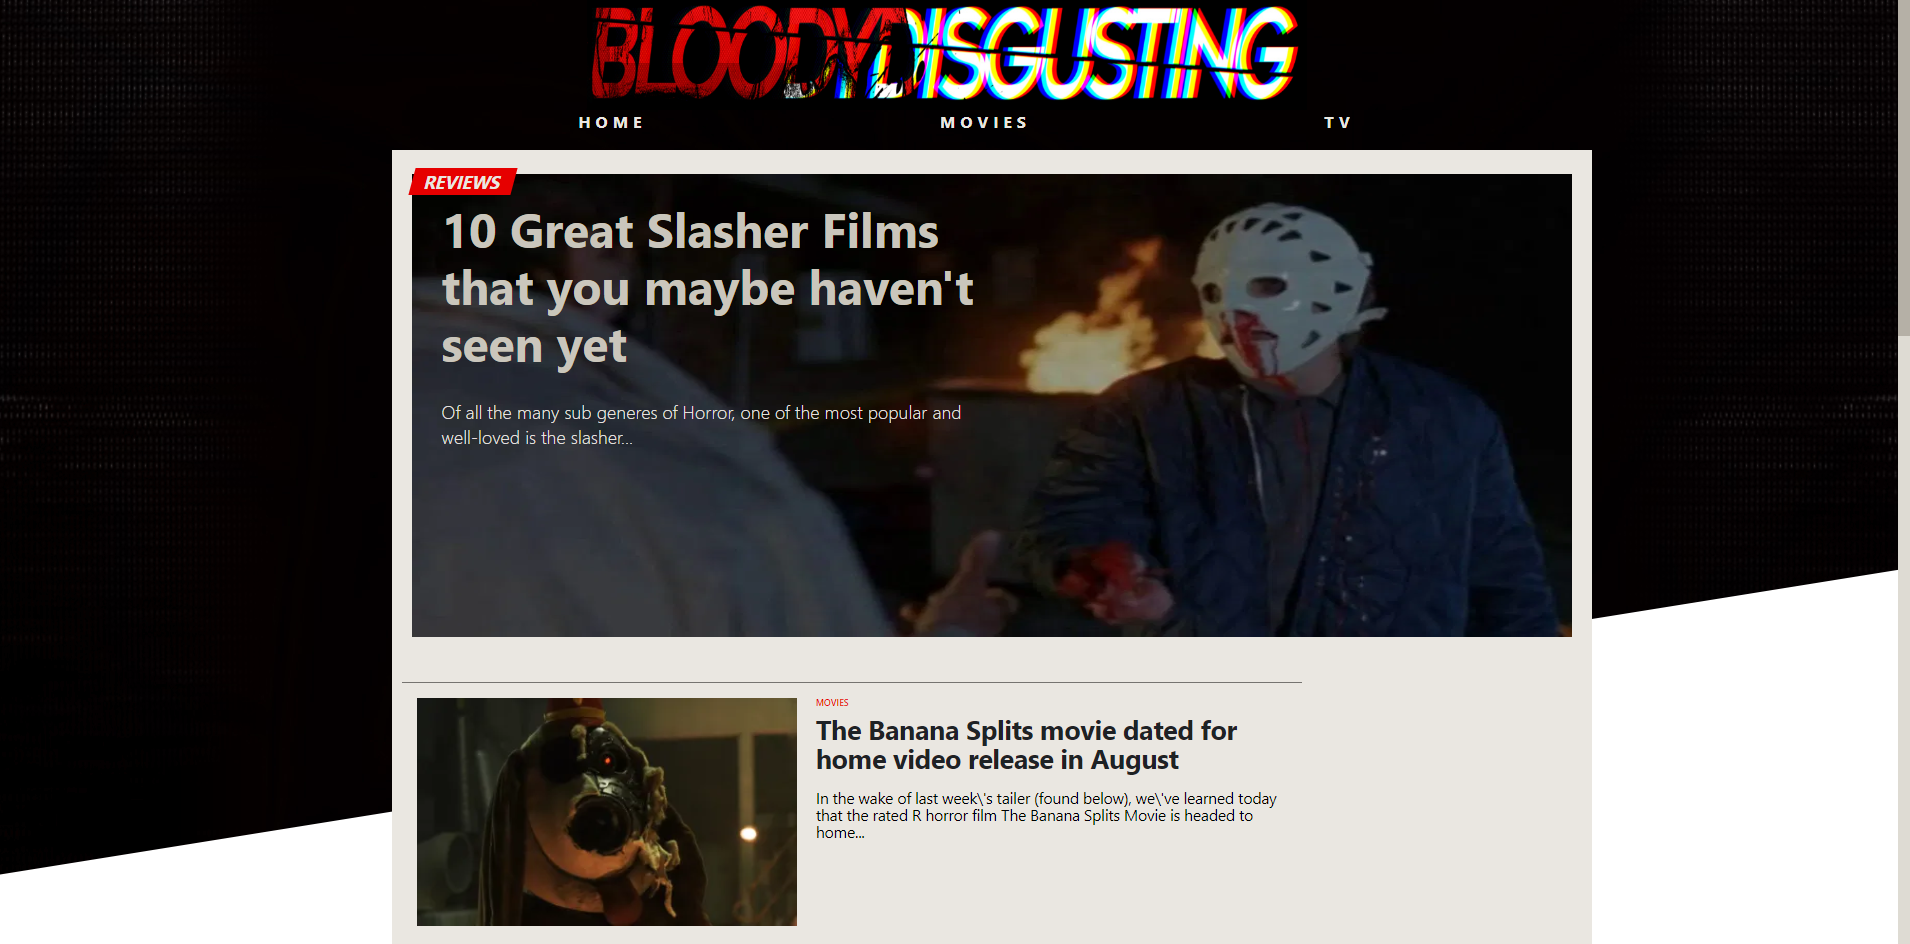 BLOODY DISGUSTING
HOME MOVIES TV
REVIEWS
10 Great Slasher Films
that you maybe haven't
seen yet
Of all the many sub generes of Horror, one of the most popular and
well-loved is the slasher...
MOVIES
The Banana Splits movie dated for
home video release in August
In the wake of last week\'s tailer (found below), we\'ve learned today
that the rated R horror film The Banana Splits Movie is headed to
home...